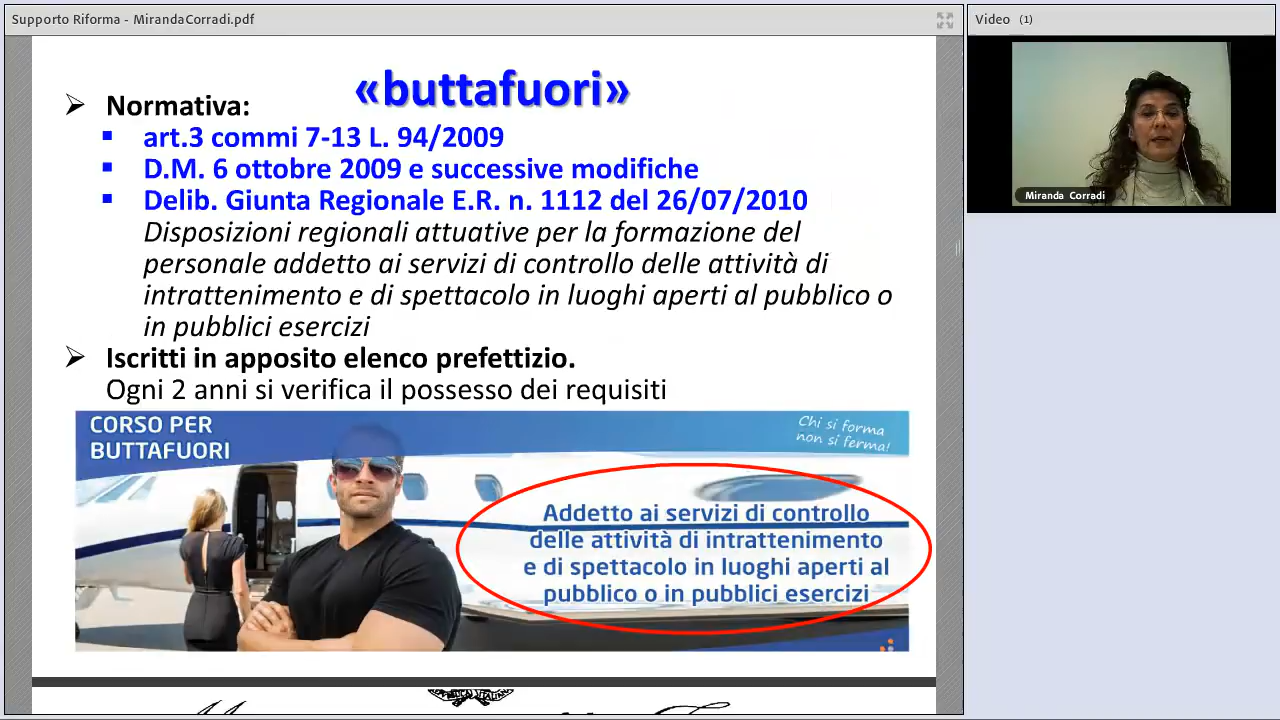 Supporto Riforma - MirandaCorradi.pdf
Video (1)
«buttafuori»
Normativa:
art.3 commi 7-13 L. 94/2009
D.M. 6 ottobre 2009 e successive modifiche
Delib. Giunta Regionale E.R. n. 1112 del 26/07/2010
Disposizioni regionali attuative per la formazione del
personale addetto ai servizi di controllo delle attività di
intrattenimento e di spettacolo in luoghi aperti al pubblico o
in pubblici esercizi
Iscritti in apposito elenco prefettizio.
Ogni 2 anni si verifica il possesso dei requisiti
CORSO PER
BUTTAFUORI
Chi si forma
non si ferma!
Addetto ai servizi di controllo
delle attività di intrattenimento
e di spettacolo in luoghi aperti al
pubblico o in pubblici esercizi
Miranda Corradi